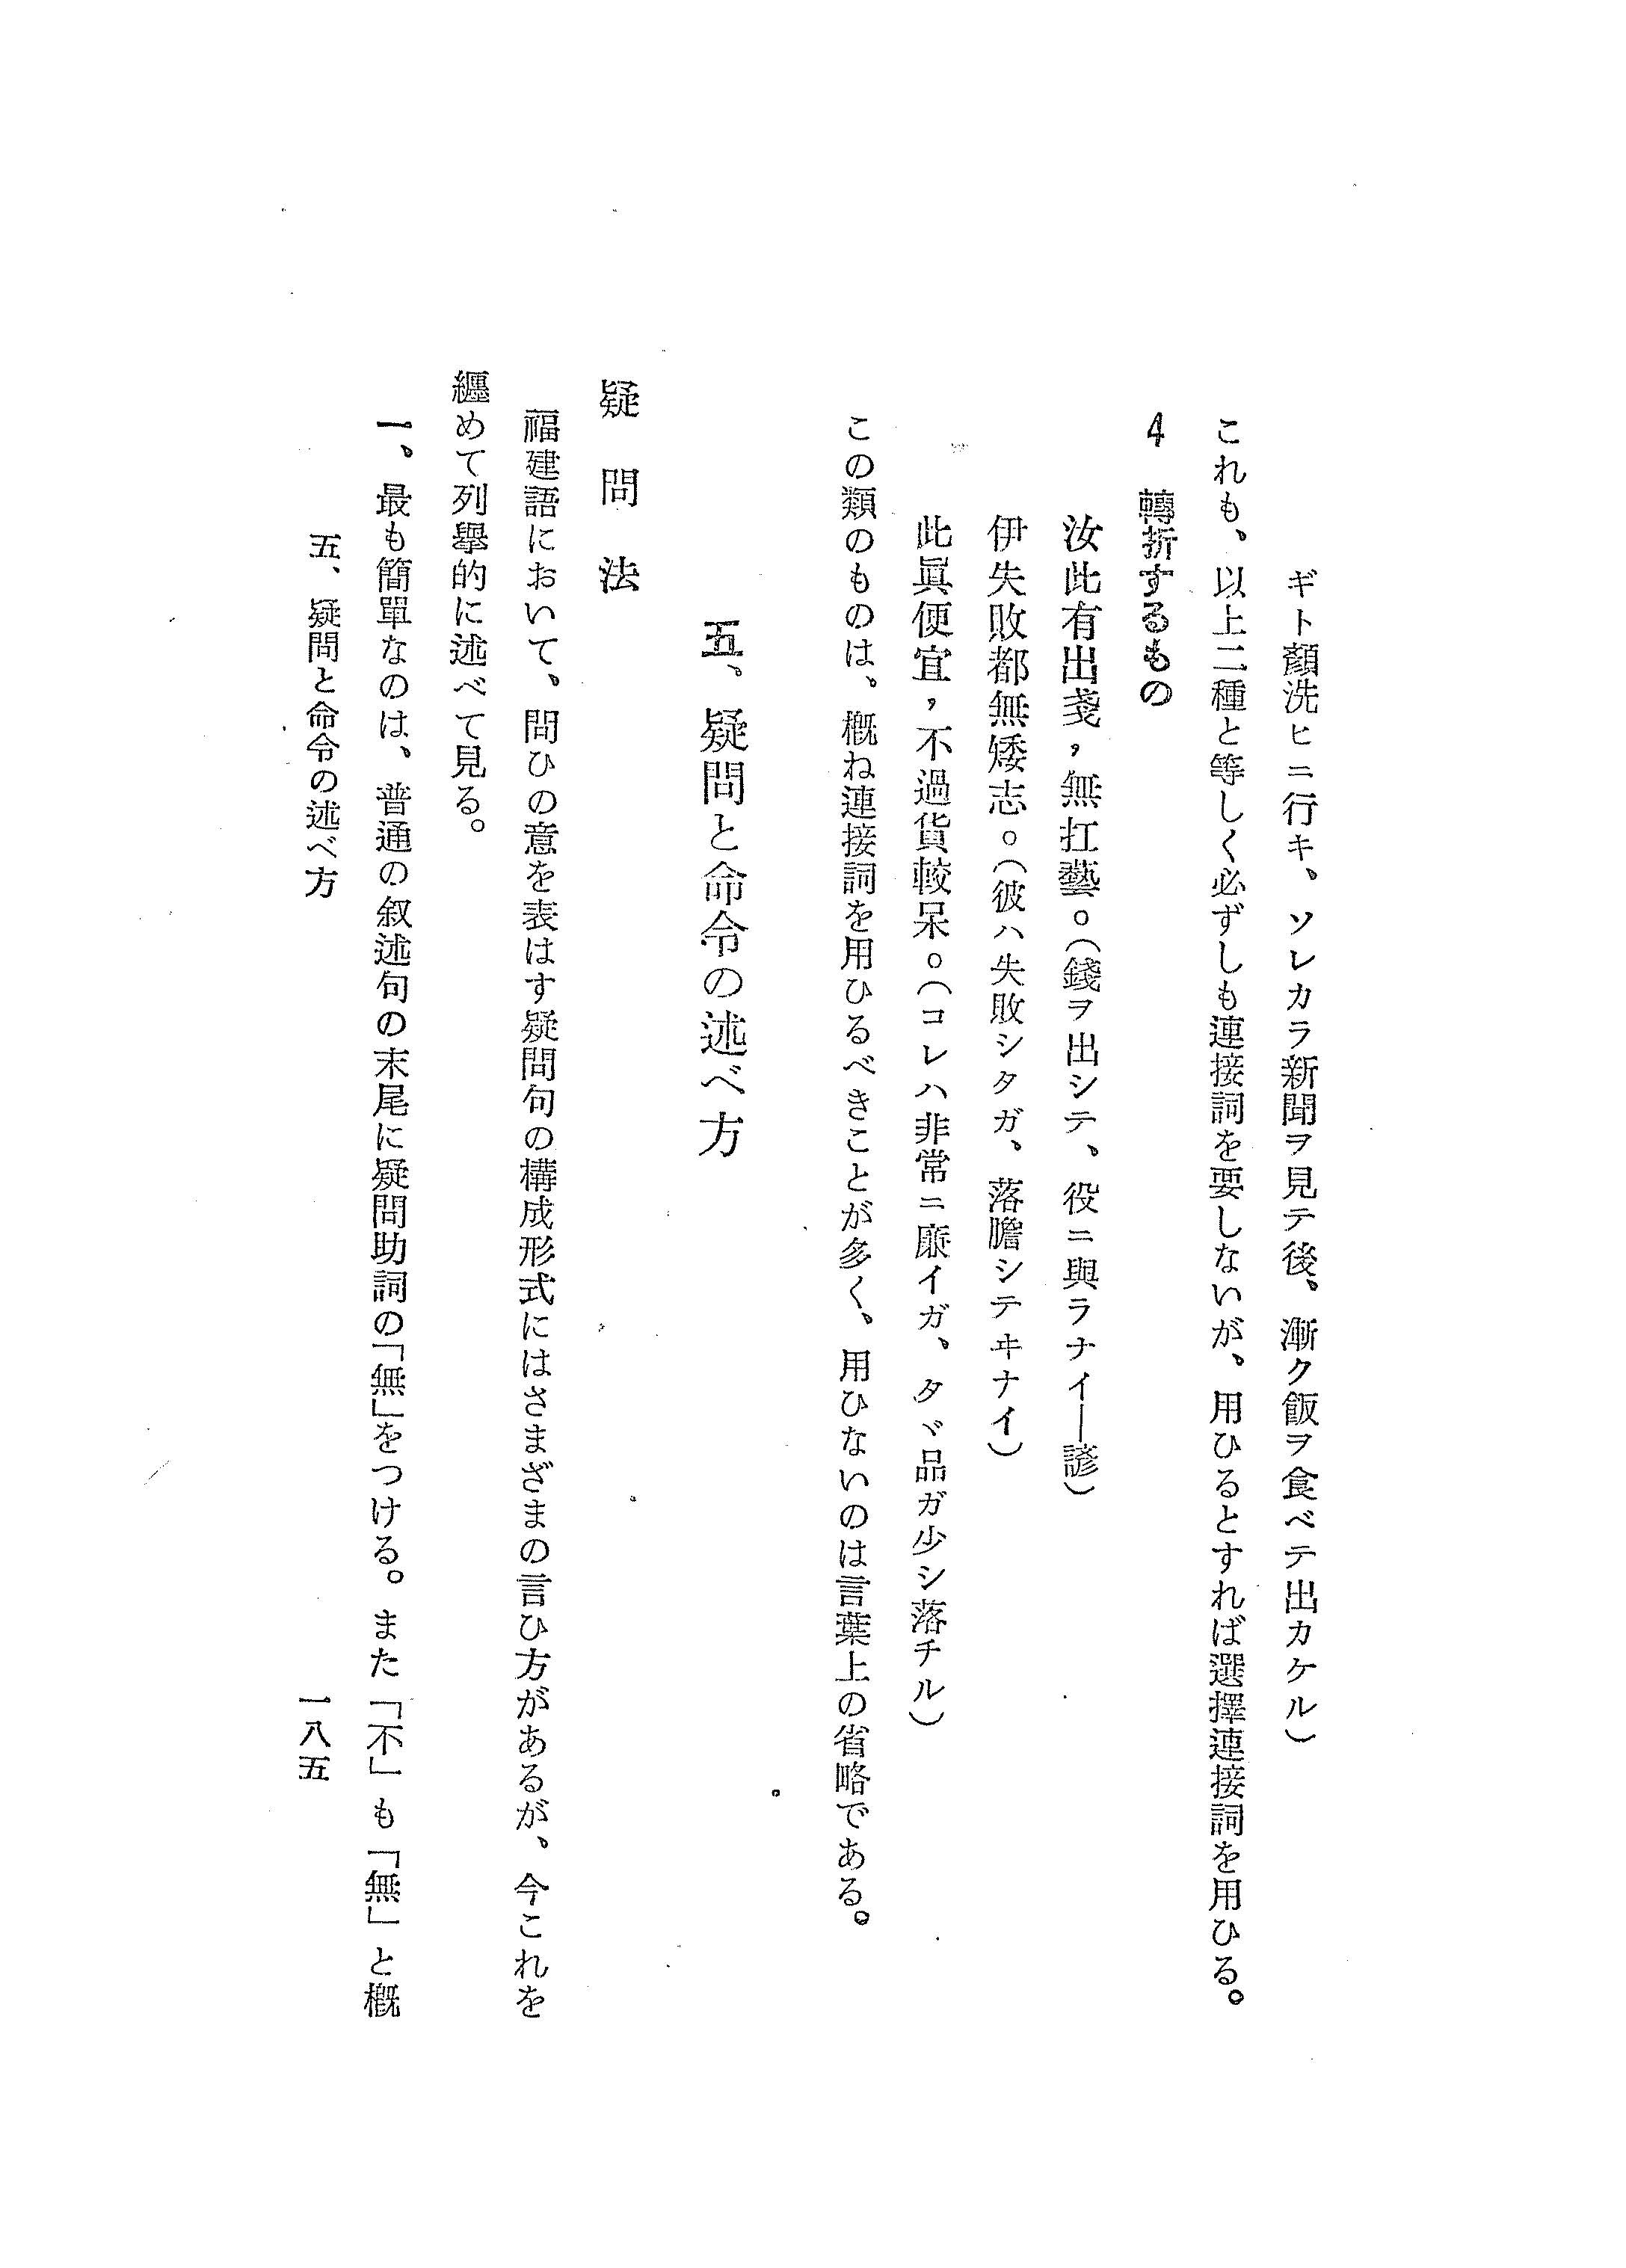 ギト顏洗ヒニ行キ、ソレカラ新聞ヲ見テ後、漸ク飯ヲ食ベテ出カケル)
これも、以上二種と等しく必ずしも連接詞を要しないが、用ひるとすれば選擇連接詞を用ひる。
4 轉折するもの
汝此有出戔，無扛藝。(錢ヲ出シテ、役ニ與ラナイ—諺)
伊失敗都無矮志。(彼ハ失敗シタガ、落膽シテヰナイ)
此眞便宜，不過貨較呆。(コレハ非常ニ廉イガ、タヾ品ガ少シ落チル)
この類のものは、概ね連接詞を用ひるべきことが多く、用ひないのは言葉上の省略である。
五、疑問と命令の述べ方
疑問法
福建語において、問ひの意を表はす疑問句の構成形式にはさまざまの言ひ方があるが、今これを
纒めて列擧的に述べて見る。
一、最も簡單なのは、普通の叙述句の末尾に疑問助詞の「無」をつける。また「不」も「無」と概
五、疑問と命令の述べ方
一八五